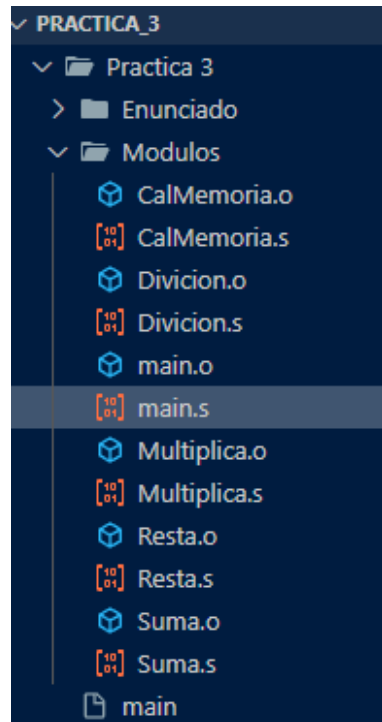 PRACTICA_3
Practica 3
Enunciado
Modulos
CalMemoria.o
CalMemoria.s
Divicion.o
Divicion.s
main.o
main.s
Multiplica.o
Multiplica.s
Resta.o
Resta.s
Suma.o
Suma.s
main